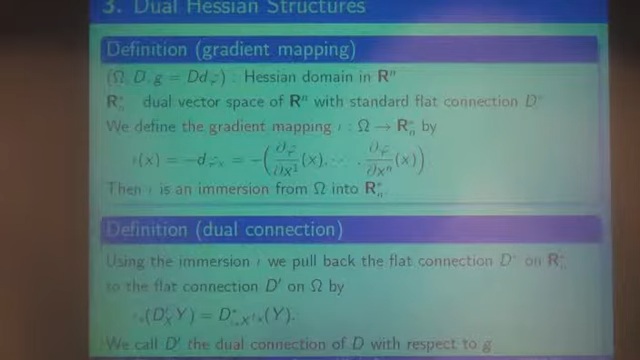 3. Dual Hessian Structures
Definition (gradient mapping)
(Ω, D, g = Ddφ) : Hessian domain in Rⁿ
R*ₙ dual vector space of Rⁿ with standard flat connection D*
We define the gradient mapping ι : Ω → R*ₙ by
ι(x) = −dφₓ = −(∂φ/∂x¹(x), ⋯ , ∂φ/∂xⁿ(x))
Then ι is an immersion from Ω into R*ₙ.
Definition (dual connection)
Using the immersion ι we pull back the flat connection D* on R*ₙ
to the flat connection D′ on Ω by
ι⁎(D′_X Y) = D*_{ι⁎X} ι⁎(Y).
We call D′ the dual connection of D with respect to g